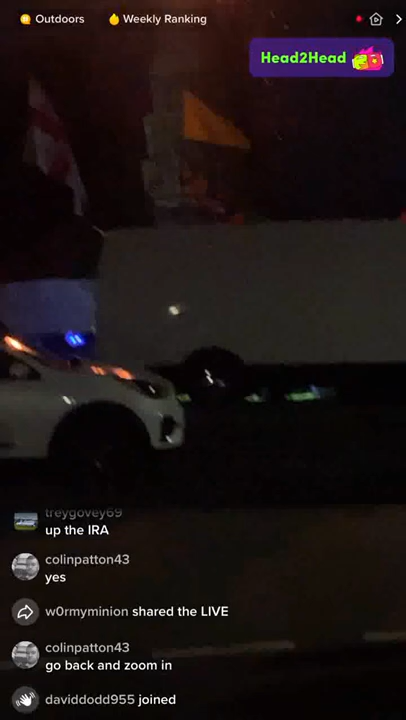 Outdoors
Weekly Ranking
Head2Head
treygovey69
up the IRA
colinpatton43
yes
w0rmyminion shared the LIVE
colinpatton43
go back and zoom in
daviddodd955 joined